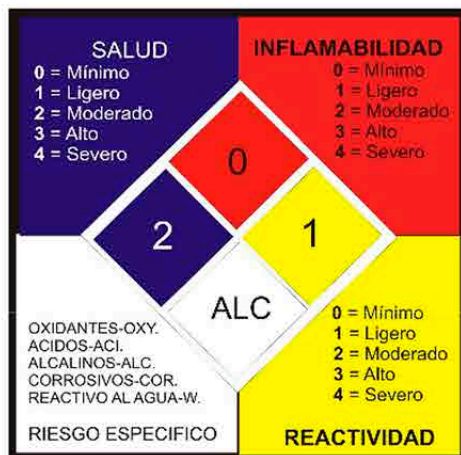 SALUD
0 = Mínimo
1 = Ligero
2 = Moderado
3 = Alto
4 = Severo
INFLAMABILIDAD
0 = Mínimo
1 = Ligero
2 = Moderado
3 = Alto
4 = Severo
0
2
1
ALC
OXIDANTES-OXY.
ACIDOS-ACI.
ALCALINOS-ALC.
CORROSIVOS-COR.
REACTIVO AL AGUA-W.
RIESGO ESPECIFICO
0 = Mínimo
1 = Ligero
2 = Moderado
3 = Alto
4 = Severo
REACTIVIDAD